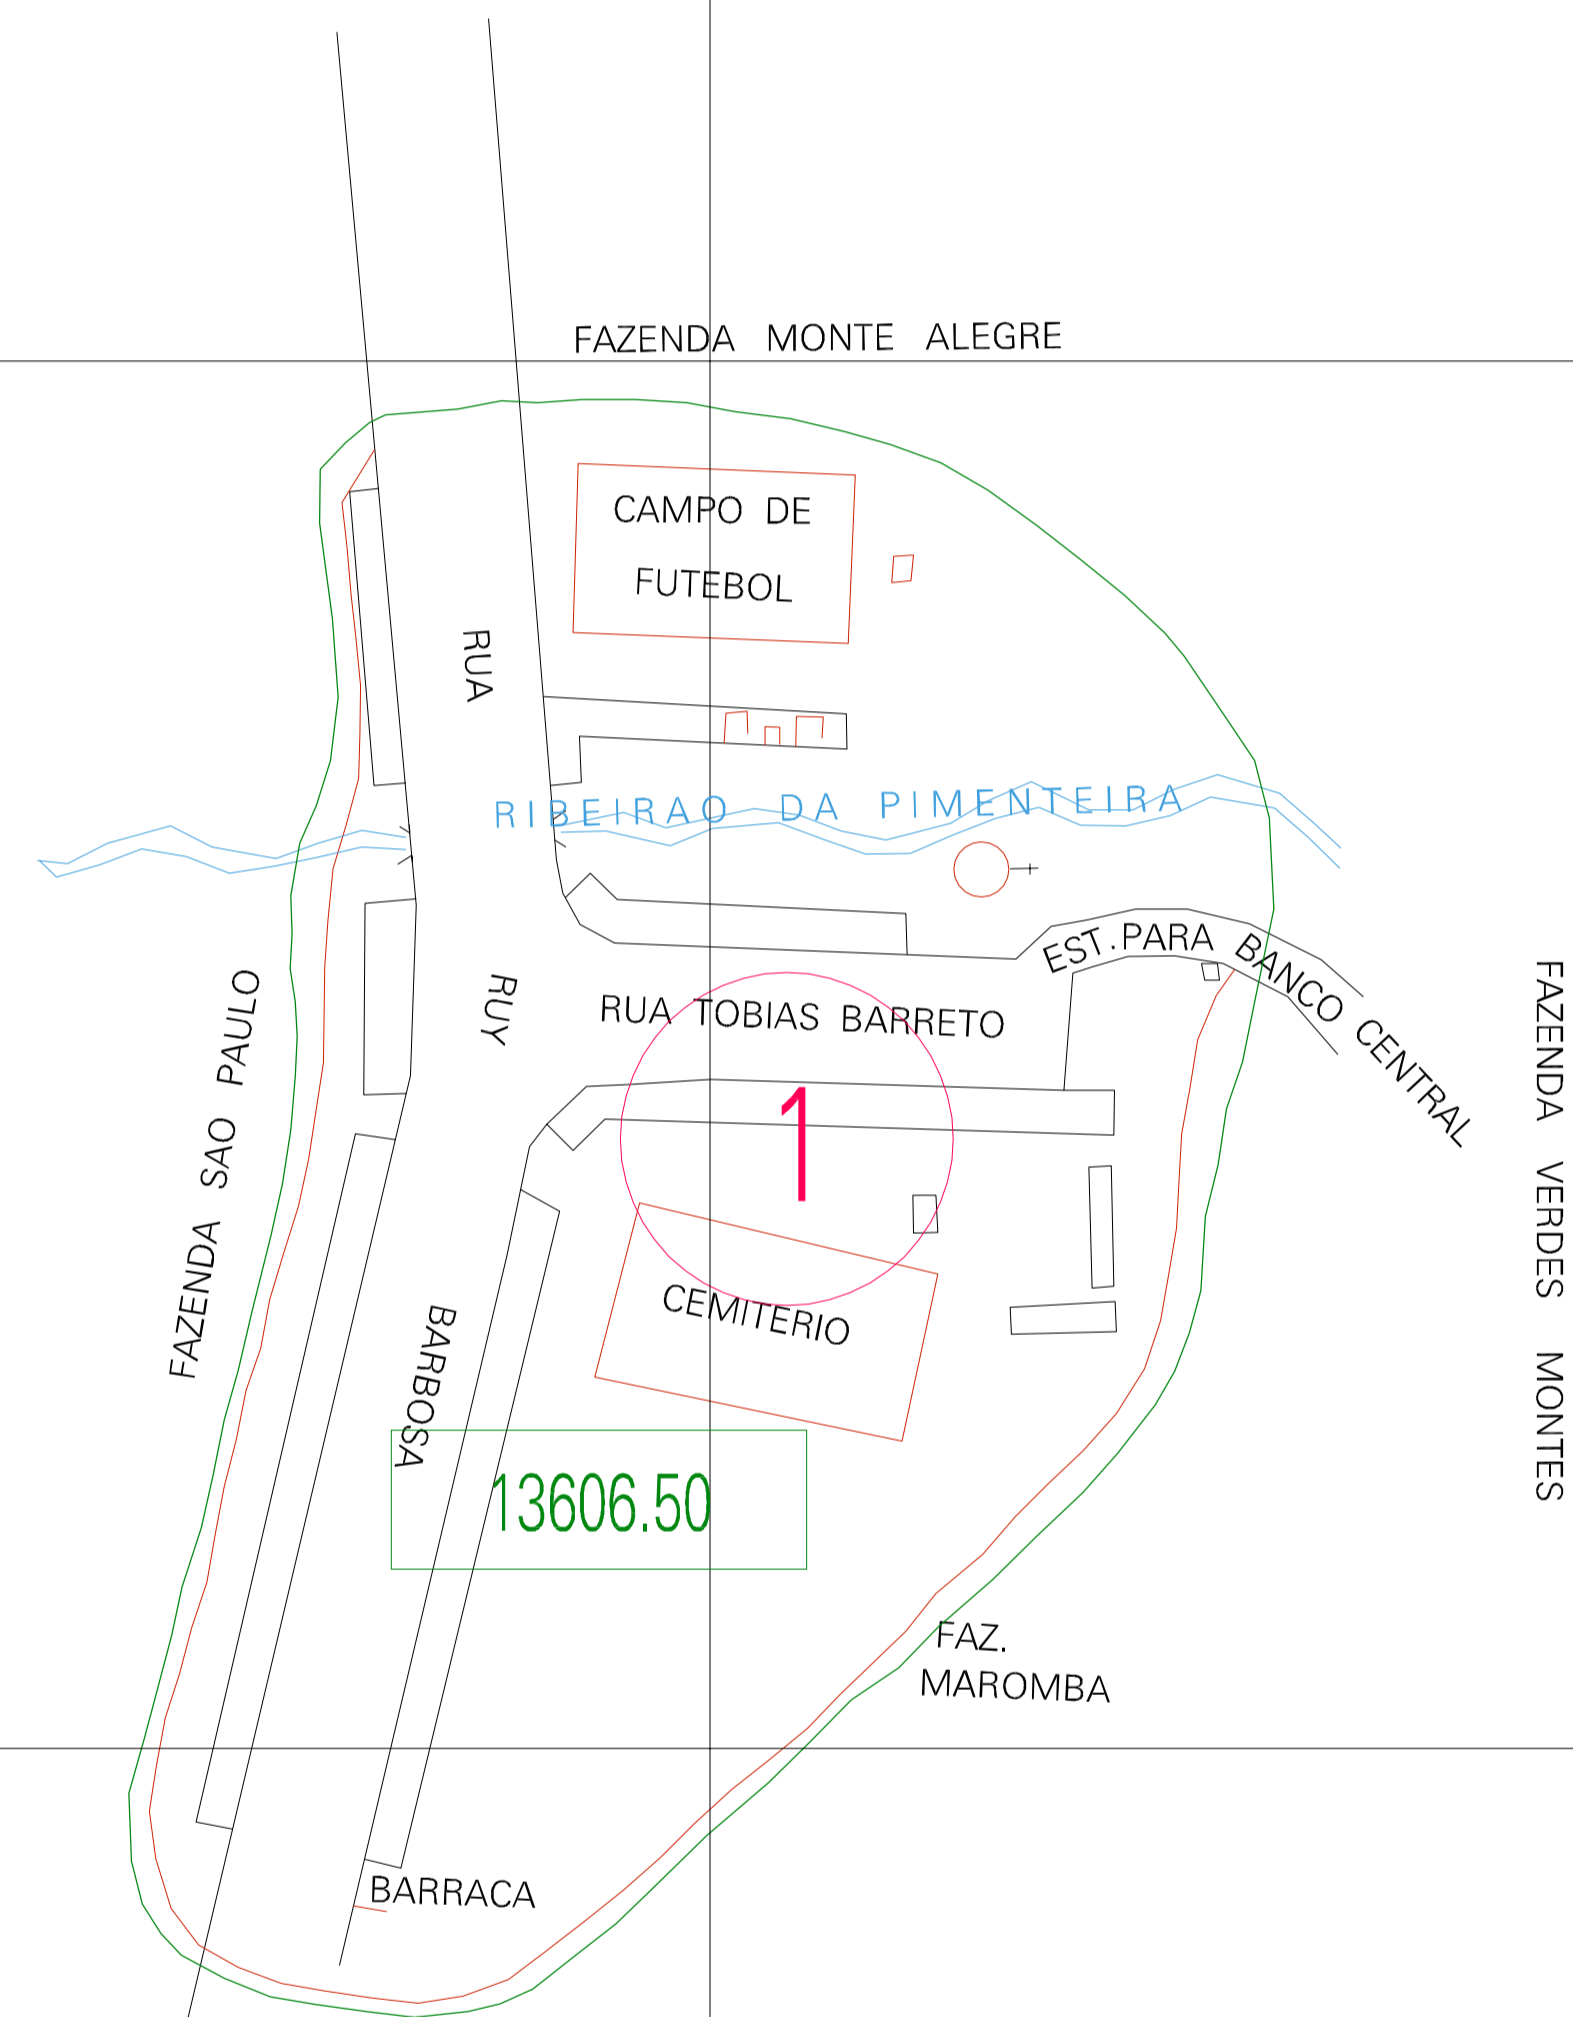 FAZENDA MONTE ALEGRE
CAMPO DE
FUTEBOL
RUA
RUY
BARBOSA
RIBEIRAO DA PIMENTEIRA
EST. PARA BANCO CENTRAL
RUA TOBIAS BARRETO
1
FAZENDA SAO PAULO
FAZENDA VERDES MONTES
CEMITERIO
13606.50
FAZ.
MAROMBA
BARRACA